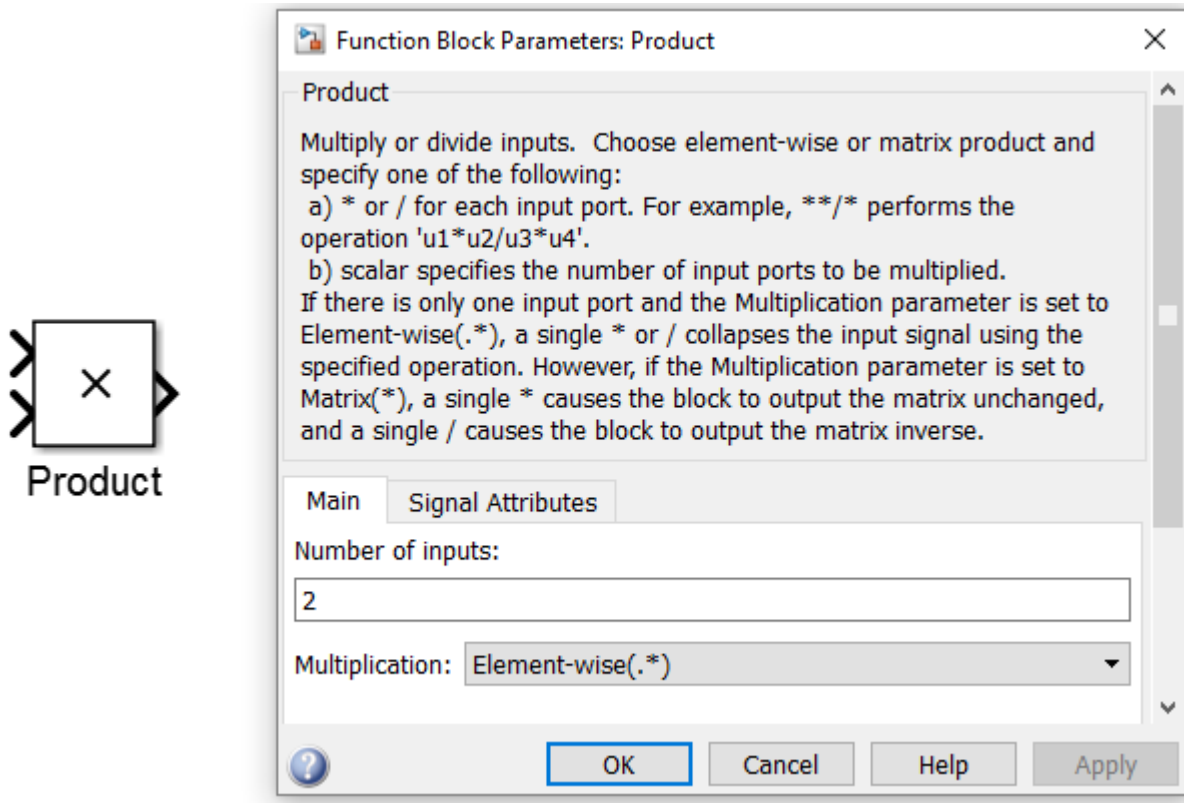 Function Block Parameters: Product
Product
Multiply or divide inputs.  Choose element-wise or matrix product and
specify one of the following:
a) * or / for each input port. For example, **/* performs the
operation 'u1*u2/u3*u4'.
b) scalar specifies the number of input ports to be multiplied.
If there is only one input port and the Multiplication parameter is set to
Element-wise(.*), a single * or / collapses the input signal using the
specified operation. However, if the Multiplication parameter is set to
Matrix(*), a single * causes the block to output the matrix unchanged,
and a single / causes the block to output the matrix inverse.
×
Product
Main Signal Attributes
Number of inputs:
2
Multiplication: Element-wise(.*)
OK Cancel Help Apply